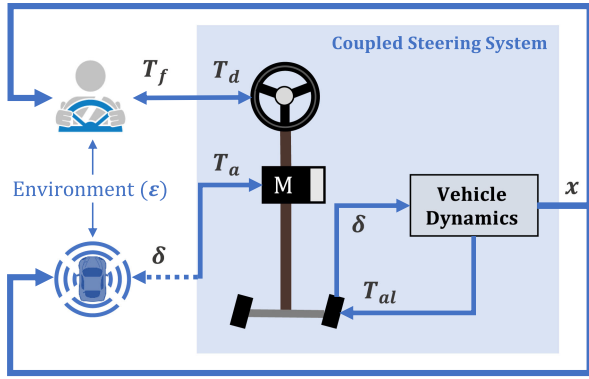 Coupled Steering System
T_f
T_d
T_a
M
Environment (ε)
δ
δ
Vehicle
Dynamics
x
T_al